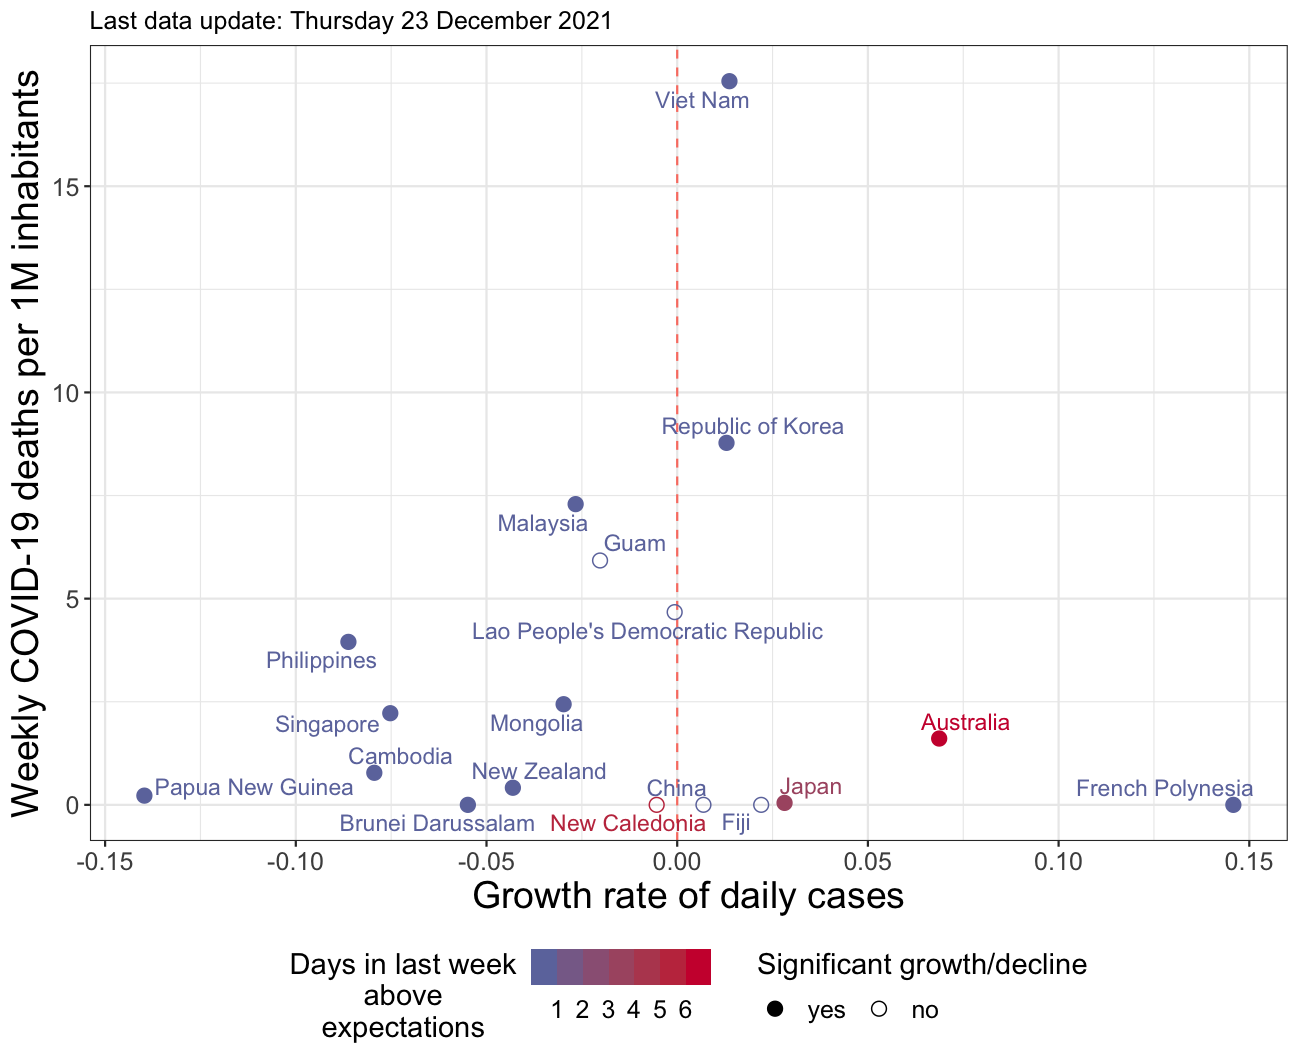 Last data update: Thursday 23 December 2021
Weekly COVID-19 deaths per 1M inhabitants
15
10
5
0
Viet Nam
Republic of Korea
Malaysia
Guam
Lao People's Democratic Republic
Philippines
Singapore
Mongolia
Australia
Cambodia
New Zealand
Papua New Guinea
China
Japan
French Polynesia
Brunei Darussalam
New Caledonia
Fiji
-0.15
-0.10
-0.05
0.00
0.05
0.10
0.15
Growth rate of daily cases
Days in last week
above
expectations
1 2 3 4 5 6
Significant growth/decline
yes
no